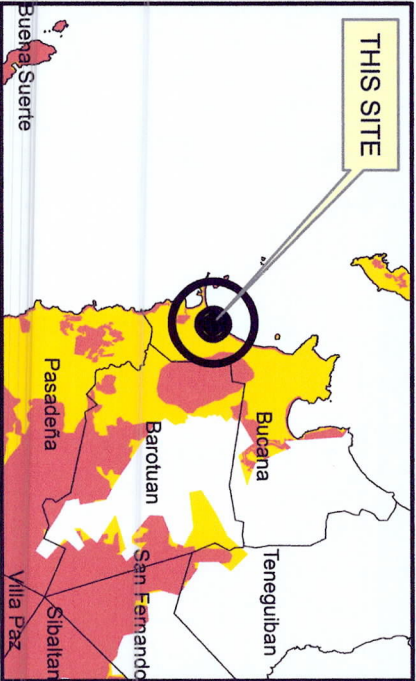 THIS SITE
Buena Suerte
Pasadeña
Barotuan
Bucana
Teneguiban
San Fernando
Sibaltan
Villa Paz